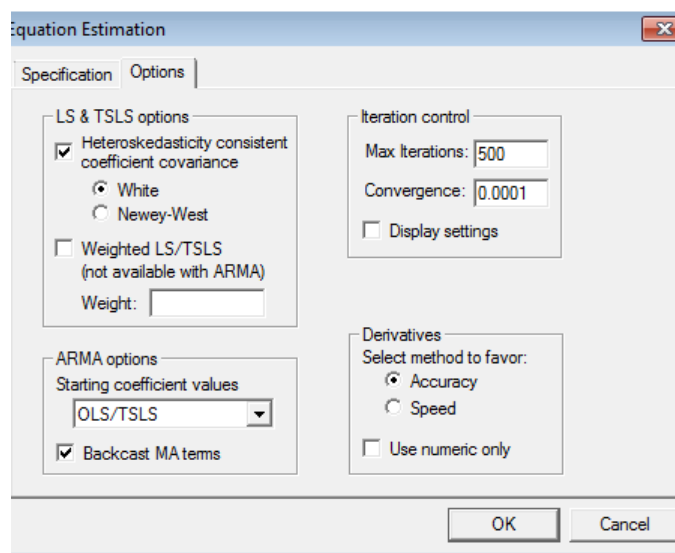 Equation Estimation
Specification
Options
LS & TSLS options
Heteroskedasticity consistent
coefficient covariance
White
Newey-West
Weighted LS/TSLS
(not available with ARMA)
Weight:
ARMA options
Starting coefficient values
OLS/TSLS
Backcast MA terms
Iteration control
Max Iterations: 500
Convergence: 0.0001
Display settings
Derivatives
Select method to favor:
Accuracy
Speed
Use numeric only
OK
Cancel